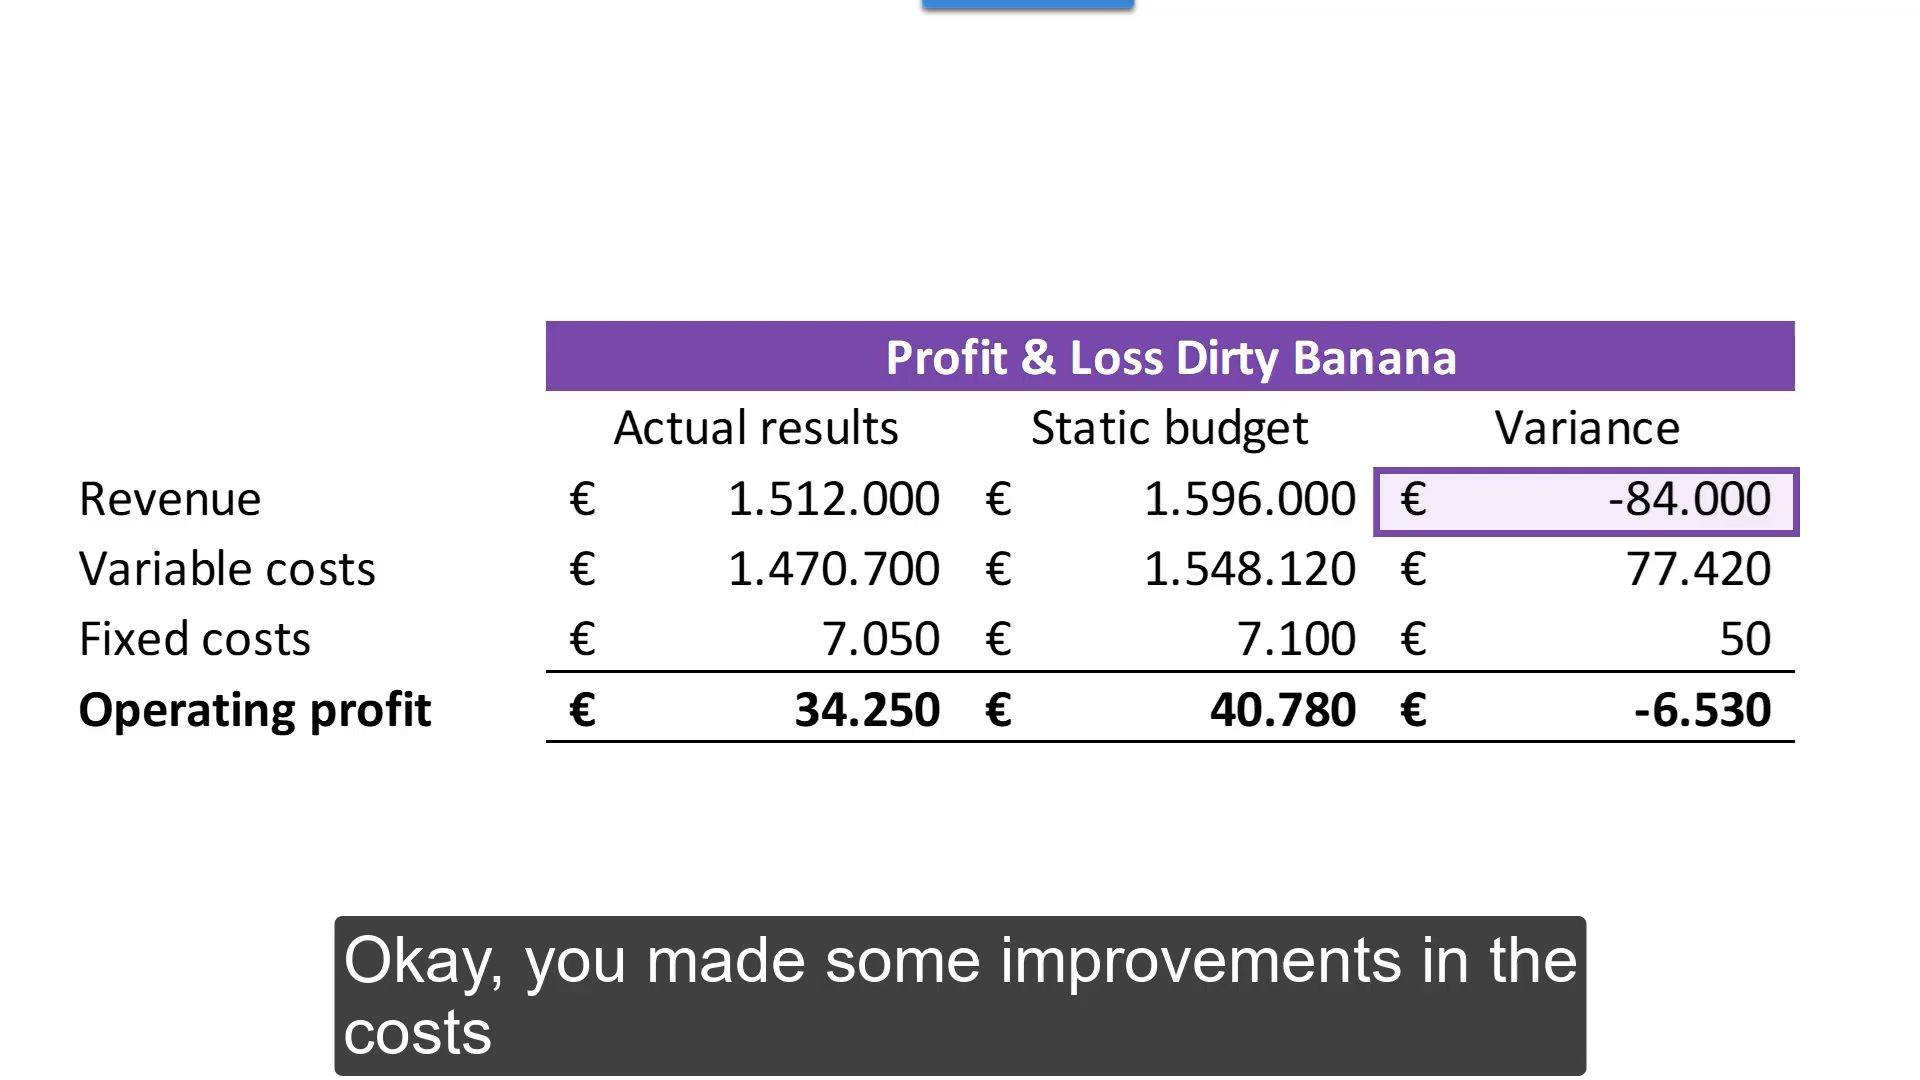 Profit & Loss Dirty Banana
Actual results Static budget Variance
Revenue € 1.512.000 € 1.596.000 € -84.000
Variable costs € 1.470.700 € 1.548.120 € 77.420
Fixed costs € 7.050 € 7.100 € 50
Operating profit € 34.250 € 40.780 € -6.530
Okay, you made some improvements in the
costs